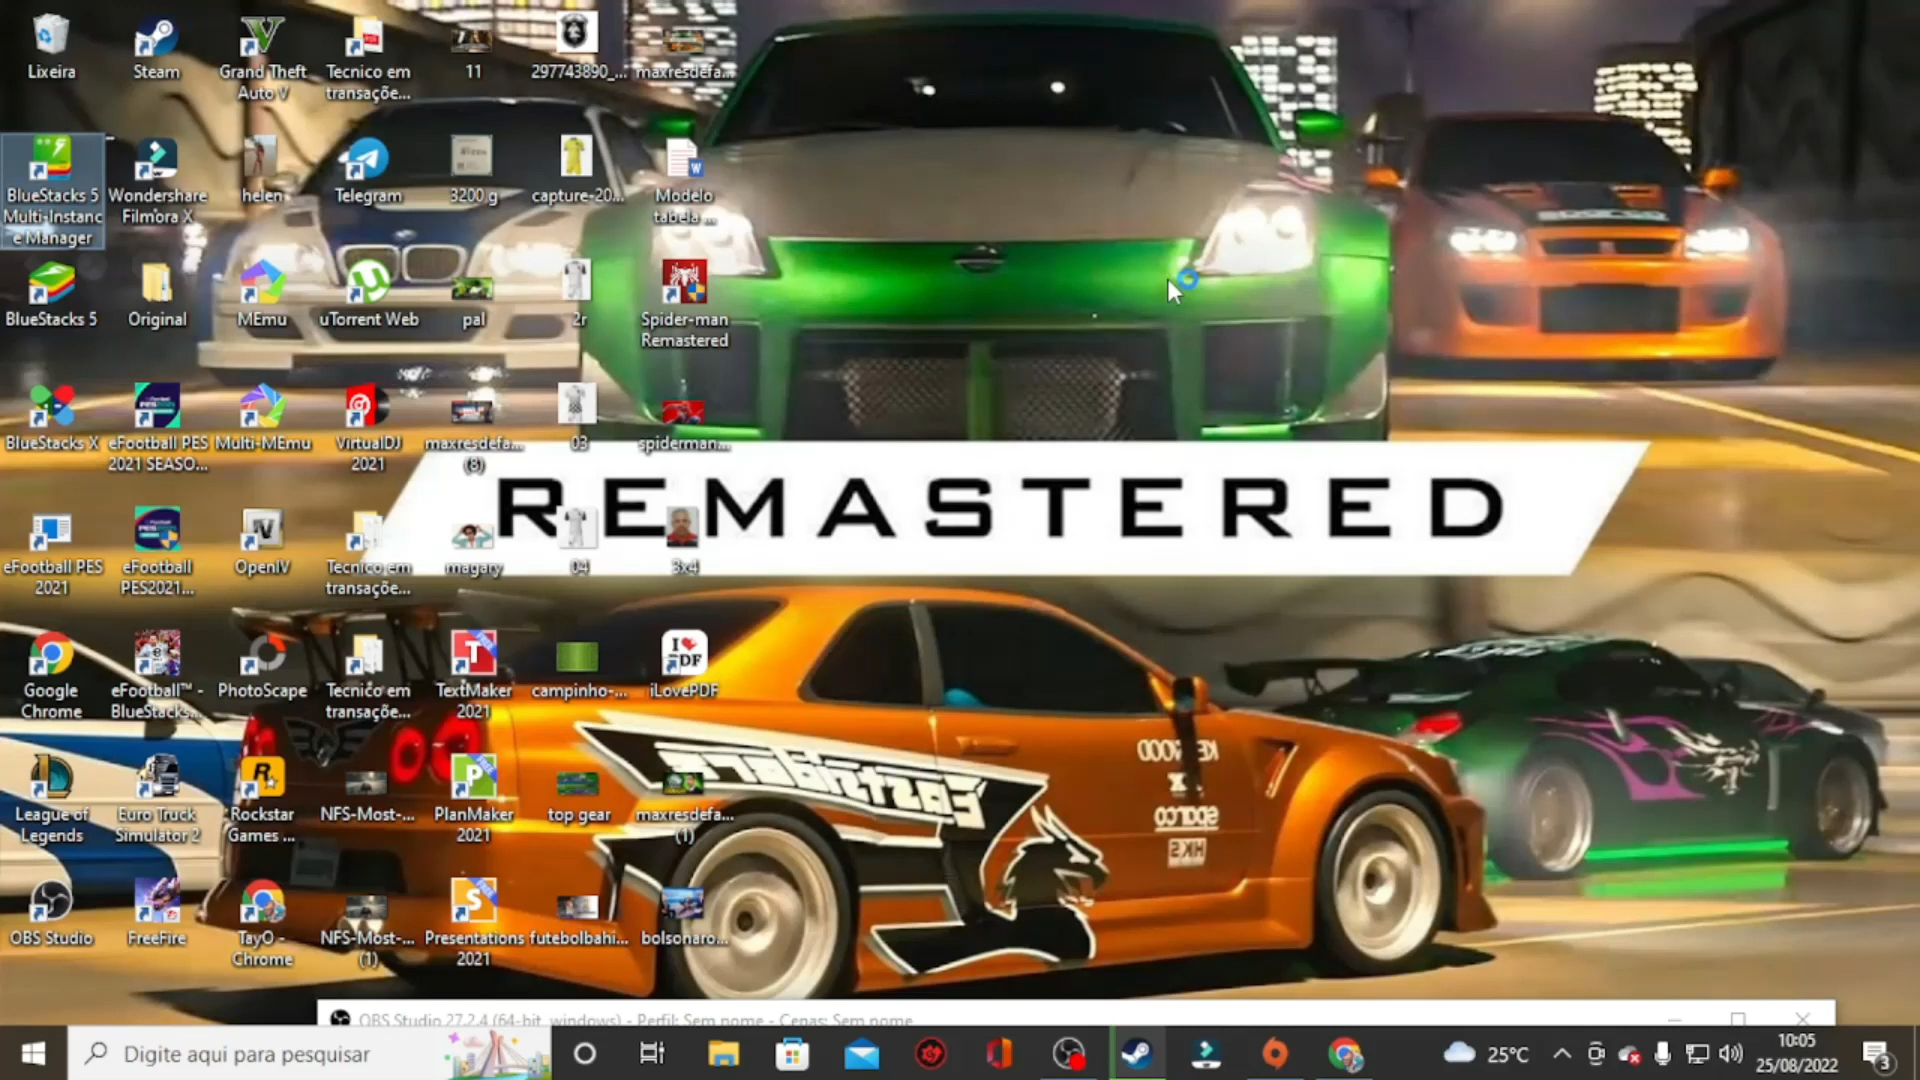 Lixeira
Steam
Grand Theft
Auto V
Tecnico em
transaçõe...
11
297743890_...
maxresdefa...
BlueStacks 5
Multi-Instanc
e Manager
Wondershare
Filmora X
helen
Telegram
3200 g
capture-20...
Modelo
tabela ...
BlueStacks 5
Original
MEmu
uTorrent Web
pal
2r
Spider-man
Remastered
BlueStacks X
eFootball PES
2021 SEASO...
Multi-MEmu
VirtualDJ
2021
maxresdefa...
(8)
03
spiderman...
REMASTERED
eFootball PES
2021
eFootball
PES2021...
OpenIV
Tecnico em
transaçõe...
magary
04
3x4
Google
Chrome
eFootball™ -
BlueStacks...
PhotoScape
Tecnico em
transaçõe...
TextMaker
2021
campinho-...
iLovePDF
League of
Legends
Euro Truck
Simulator 2
Rockstar
Games ...
NFS-Most-...
PlanMaker
2021
top gear
maxresdefa...
(1)
OBS Studio
FreeFire
TayO -
Chrome
NFS-Most-...
(1)
Presentations
2021
futebolbahi...
bolsonaro...
sparco
HKS
OBS Studio 27.2.4 (64-bit, windows) - Perfil: Sem nome - Cenas: Sem nome
Digite aqui para pesquisar
25°C
10:05
25/08/2022
3